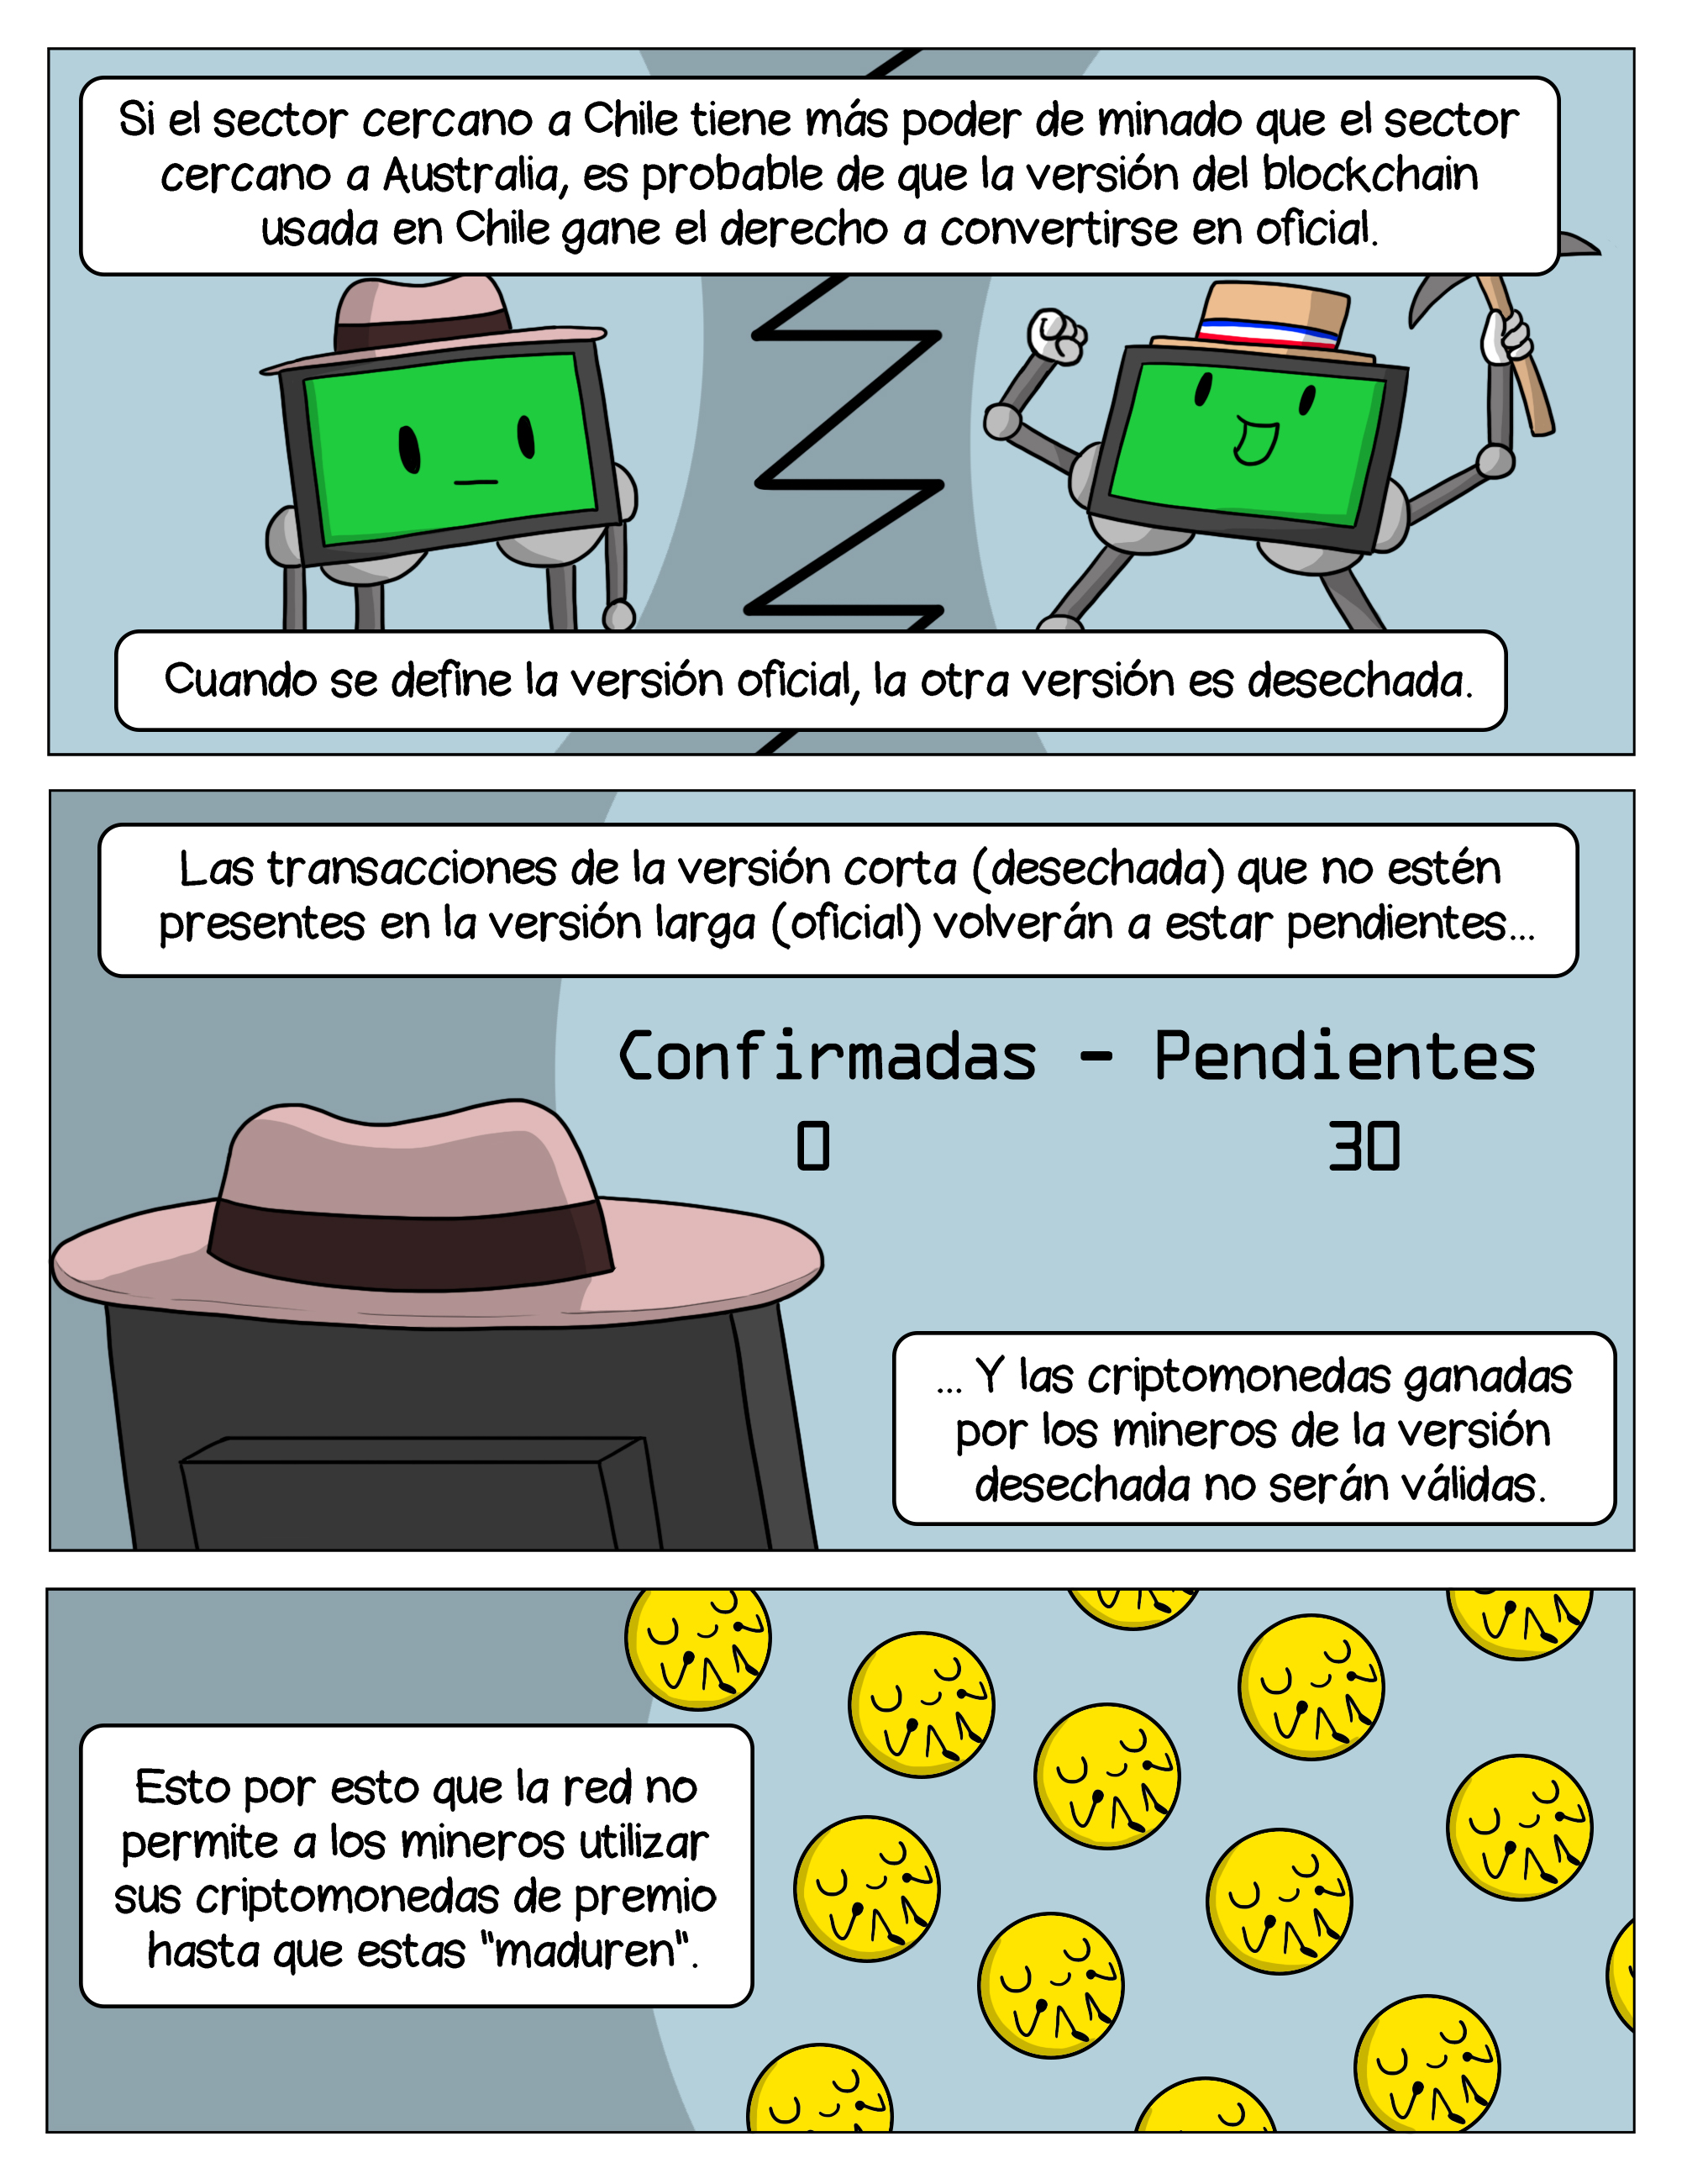 Si el sector cercano a Chile tiene más poder de minado que el sector
cercano a Australia, es probable de que la versión del blockchain
usada en Chile gane el derecho a convertirse en oficial.
Cuando se define la versión oficial, la otra versión es desechada.
Las transacciones de la versión corta (desechada) que no estén
presentes en la versión larga (oficial) volverán a estar pendientes...
Confirmadas - Pendientes
0 30
... Y las criptomonedas ganadas
por los mineros de la versión
desechada no serán válidas.
Esto por esto que la red no
permite a los mineros utilizar
sus criptomonedas de premio
hasta que estas "maduren".